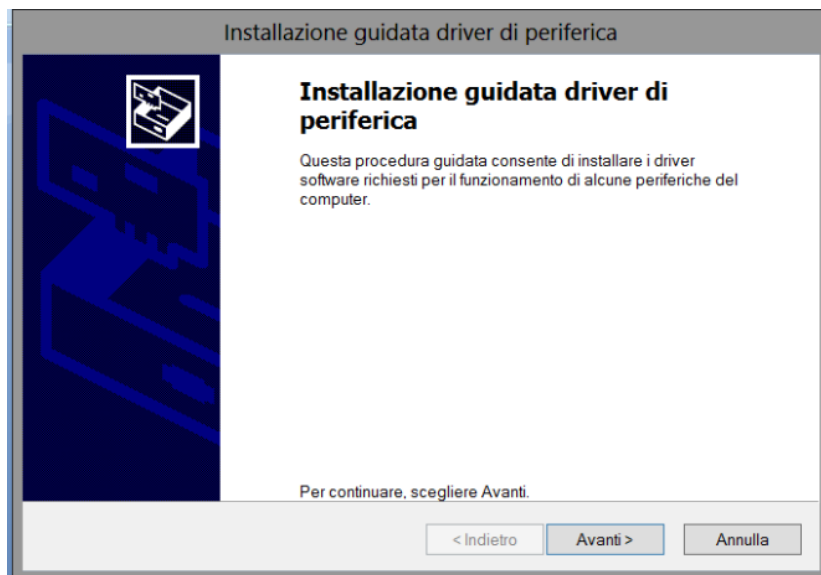 Installazione guidata driver di periferica
Installazione guidata driver di
periferica
Questa procedura guidata consente di installare i driver
software richiesti per il funzionamento di alcune periferiche del
computer.
Per continuare, scegliere Avanti.
< Indietro
Avanti >
Annulla